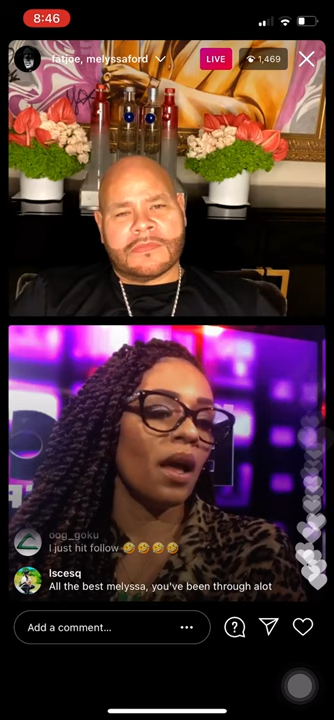 8:46
fatjoe, melyssaford
LIVE
1,469
oog_goku
I just hit follow 🤣🤣🤣🤣
lscesq
All the best melyssa, you've been through alot
Add a comment...